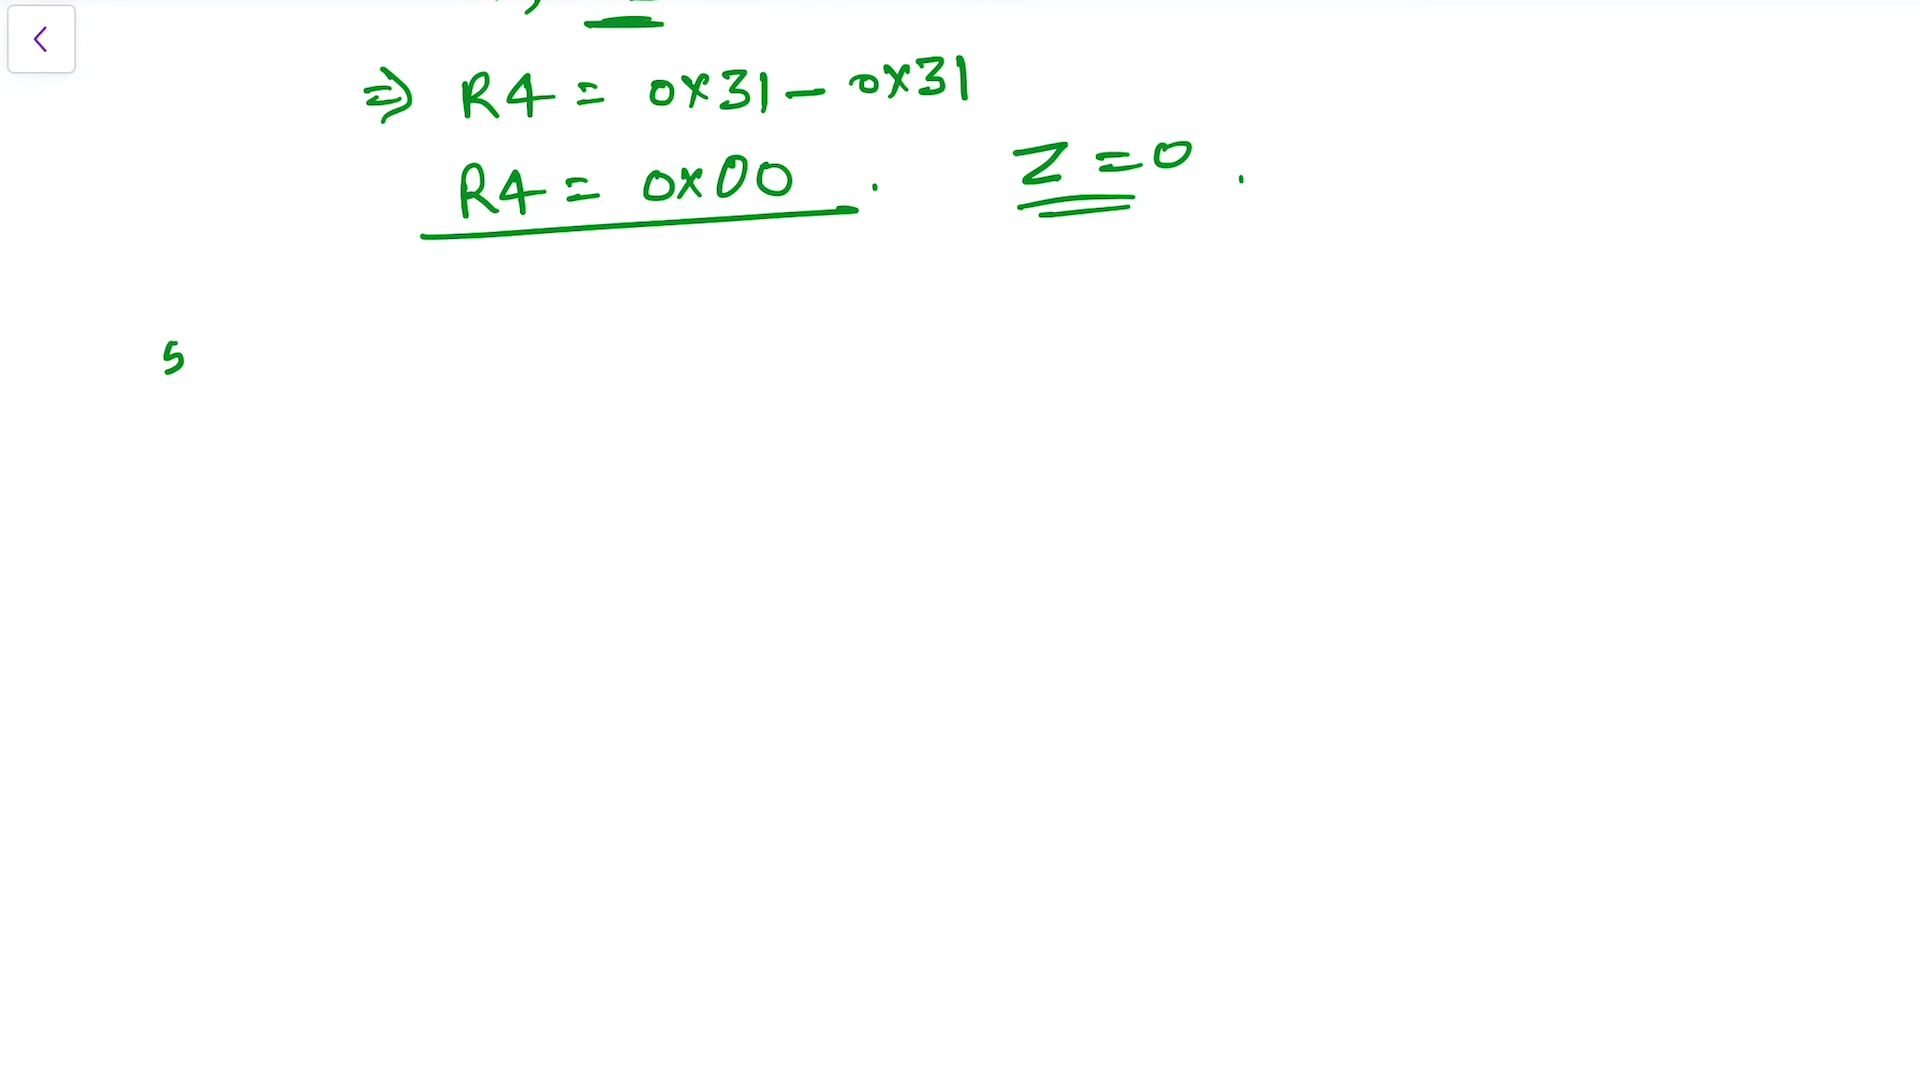 ⇒ R4 = 0x31 - 0x31
R4 = 0x00 . Z = 0 .
5